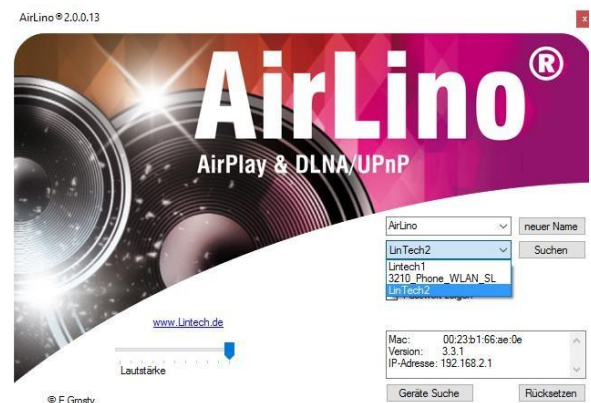 AirLino® 2.0.0.13
x
AirLino®
AirPlay & DLNA/UPnP
AirLino
neuer Name
LinTech2
Suchen
Lintech1
3210_Phone_WLAN_SL
LinTech2
Passwort zeigen
www.Lintech.de
Lautstärke
Mac: 00:23:b1:66:ae:0e
Version: 3.3.1
IP-Adresse: 192.168.2.1
Geräte Suche
Rücksetzen
© F.Grosty